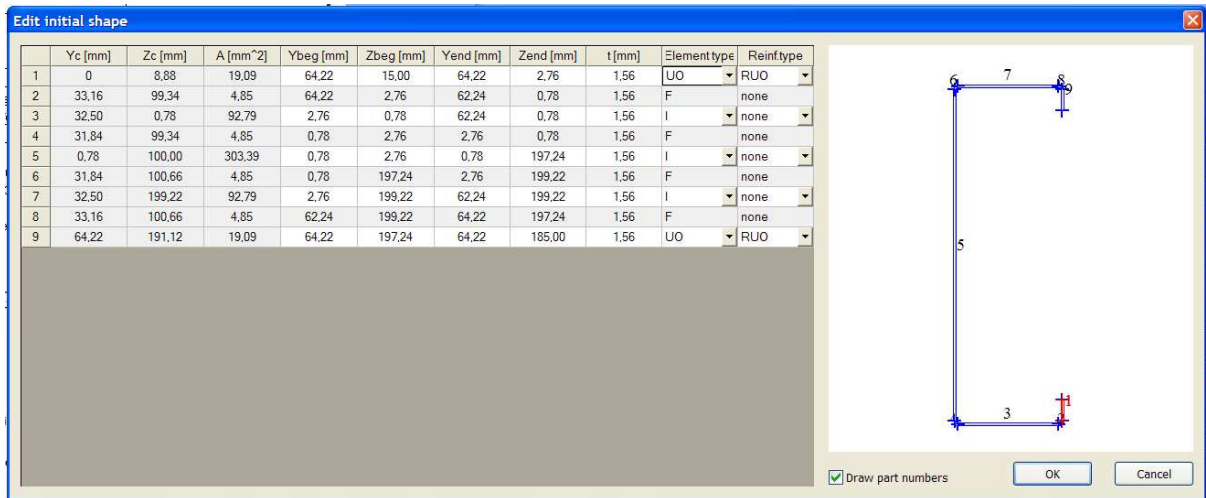 Edit initial shape
Yc [mm] Zc [mm] A [mm^2] Ybeg [mm] Zbeg [mm] Yend [mm] Zend [mm] t [mm] Element type Reinf.type
1 0 8,88 19,09 64,22 15,00 64,22 2,76 1,56 UO RUO
2 33,16 99,34 4,85 64,22 2,76 62,24 0,78 1,56 F none
3 32,50 0,78 92,79 2,76 0,78 62,24 0,78 1,56 I none
4 31,84 99,34 4,85 0,78 2,76 2,76 0,78 1,56 F none
5 0,78 100,00 303,39 0,78 2,76 0,78 197,24 1,56 I none
6 31,84 100,66 4,85 0,78 197,24 2,76 199,22 1,56 F none
7 32,50 199,22 92,79 2,76 199,22 62,24 199,22 1,56 I none
8 33,16 100,66 4,85 62,24 199,22 64,22 197,24 1,56 F none
9 64,22 191,12 19,09 64,22 197,24 64,22 185,00 1,56 UO RUO
6 7 8
9
5
1
3
Draw part numbers OK Cancel